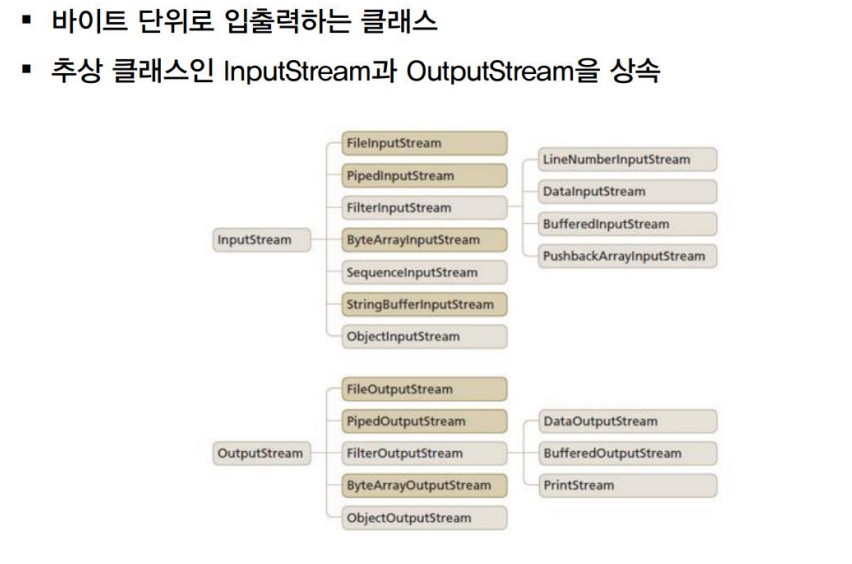 ▪ 바이트 단위로 입출력하는 클래스
▪ 추상 클래스인 InputStream과 OutputStream을 상속
FileInputStream
LineNumberInputStream
PipedInputStream
DataInputStream
FilterInputStream
BufferedInputStream
InputStream
ByteArrayInputStream
PushbackArrayInputStream
SequenceInputStream
StringBufferInputStream
ObjectInputStream
FileOutputStream
PipedOutputStream
DataOutputStream
OutputStream
FilterOutputStream
BufferedOutputStream
ByteArrayOutputStream
PrintStream
ObjectOutputStream